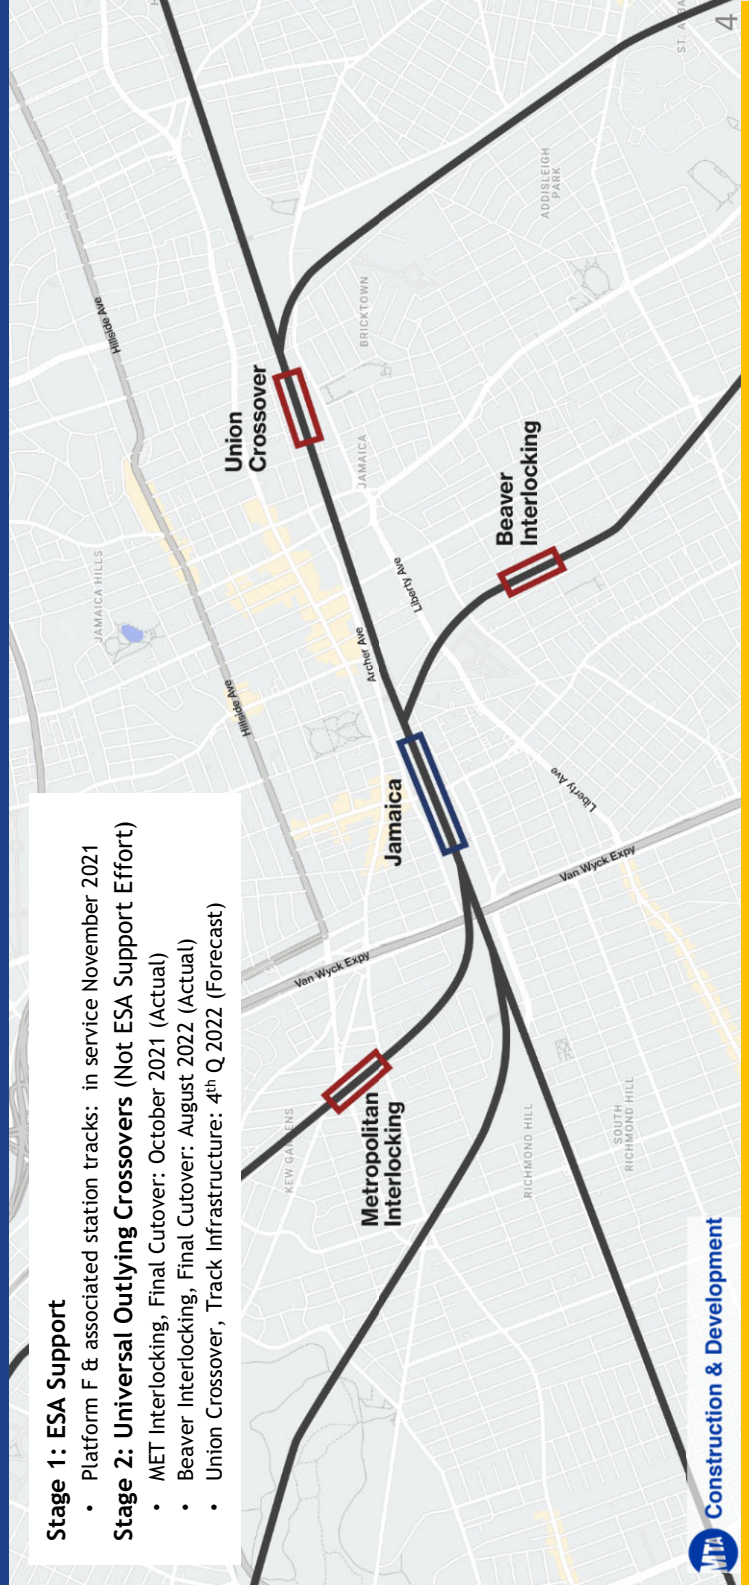 Stage 1: ESA Support
• Platform F & associated station tracks: in service November 2021
Stage 2: Universal Outlying Crossovers (Not ESA Support Effort)
• MET Interlocking, Final Cutover: October 2021 (Actual)
• Beaver Interlocking, Final Cutover: August 2022 (Actual)
• Union Crossover, Track Infrastructure: 4th Q 2022 (Forecast)
JAMAICA HILLS
Hillside Ave
Hillside Ave
Union
Crossover
Archer Ave
JAMAICA
BRICKTOWN
Liberty Ave
Jamaica
Van Wyck Expy
KEW GARDENS
Metropolitan
Interlocking
Beaver
Interlocking
ADDISLEIGH
PARK
Liberty Ave
Van Wyck Expy
RICHMOND HILL
SOUTH
RICHMOND HILL
MTA Construction & Development
4